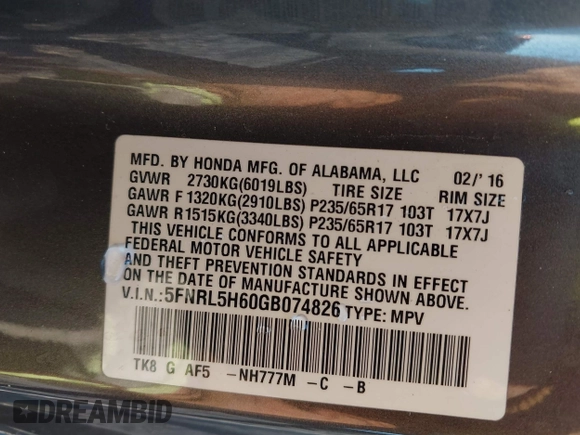 MFD. BY HONDA MFG. OF ALABAMA, LLC 02/'16
GVWR 2730KG(6019LBS) TIRE SIZE RIM SIZE
GAWR F 1320KG(2910LBS) P235/65R17 103T 17X7J
GAWR R1515KG(3340LBS) P235/65R17 103T 17X7J
THIS VEHICLE CONFORMS TO ALL APPLICABLE
FEDERAL MOTOR VEHICLE SAFETY
AND THEFT PREVENTION STANDARDS IN EFFECT
ON THE DATE OF MANUFACTURE SHOWN ABOVE.
V.I.N.:5FNRL5H60GB074826 TYPE: MPV
TK8 G AF5 -NH777M -C -B
DREAMBID